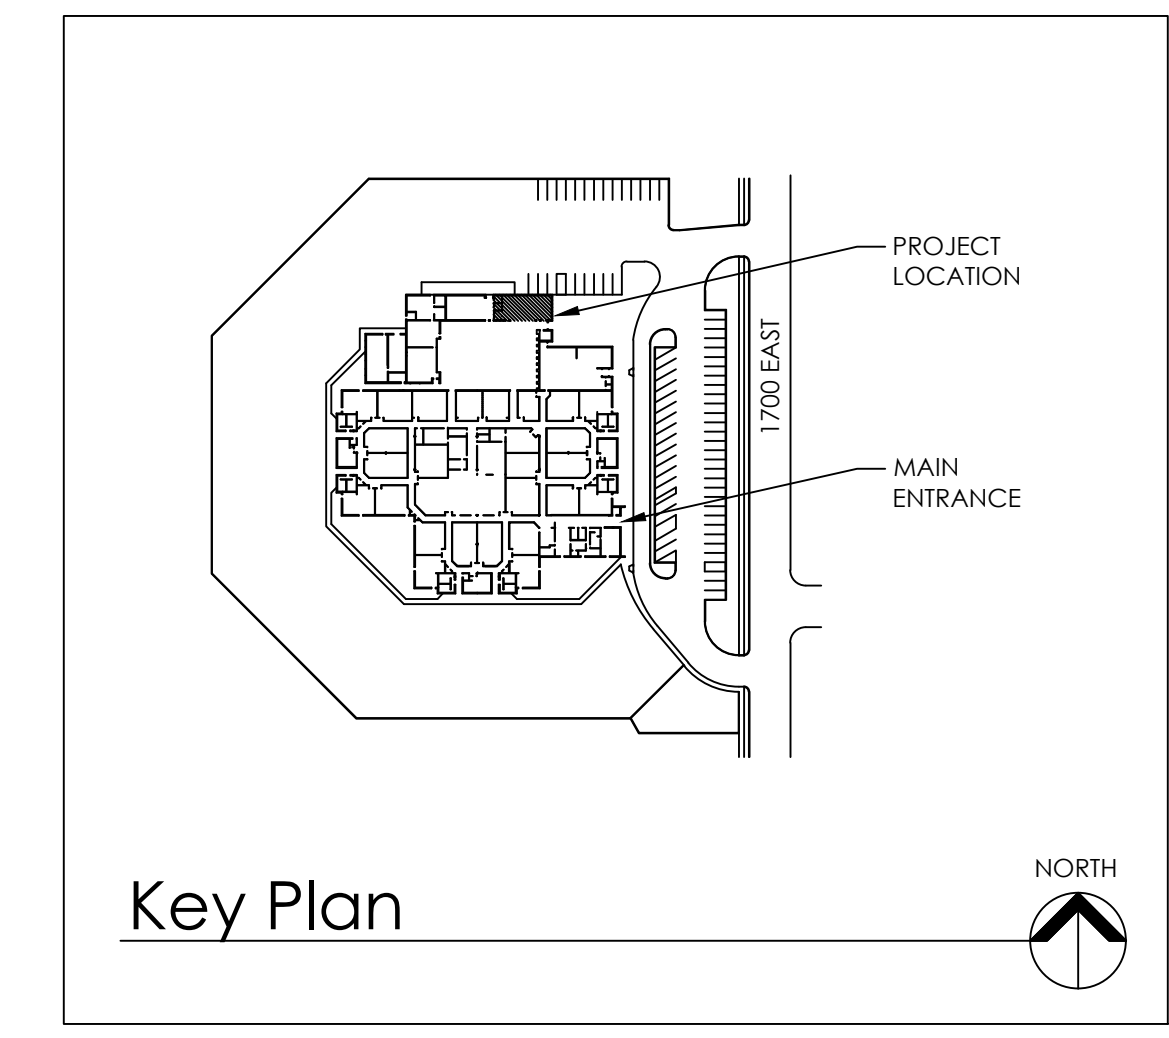 PROJECT
LOCATION
1700 EAST
MAIN
ENTRANCE
NORTH
Key Plan